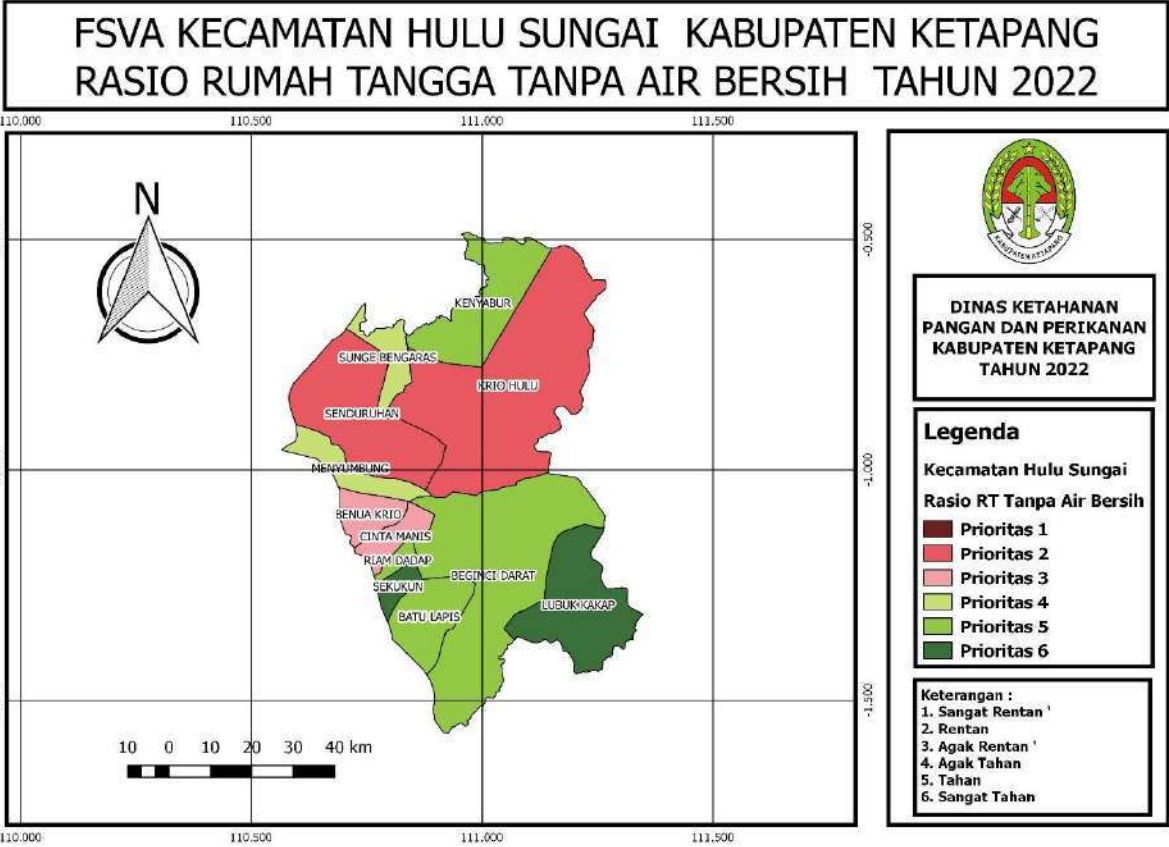 FSVA KECAMATAN HULU SUNGAI KABUPATEN KETAPANG
RASIO RUMAH TANGGA TANPA AIR BERSIH TAHUN 2022
110.000 110.500 111.000 111.500
N
-0.500
-1.000
-1.500
KENYABUR
SUNGE BENGARAS
KRIO HULU
SENDURUHAN
MENYUMBUNG
BENUA KRIO
CINTA MANIS
RIAM DADAP
SEKUKUN
BEGINCI DARAT
BATU LAPIS
LUBUK KAKAP
10 0 10 20 30 40 km
110.000 110.500 111.000 111.500
KABUPATEN KETAPANG
DINAS KETAHANAN
PANGAN DAN PERIKANAN
KABUPATEN KETAPANG
TAHUN 2022
Legenda
Kecamatan Hulu Sungai
Rasio RT Tanpa Air Bersih
Prioritas 1
Prioritas 2
Prioritas 3
Prioritas 4
Prioritas 5
Prioritas 6
Keterangan :
1. Sangat Rentan '
2. Rentan
3. Agak Rentan '
4. Agak Tahan
5. Tahan
6. Sangat Tahan